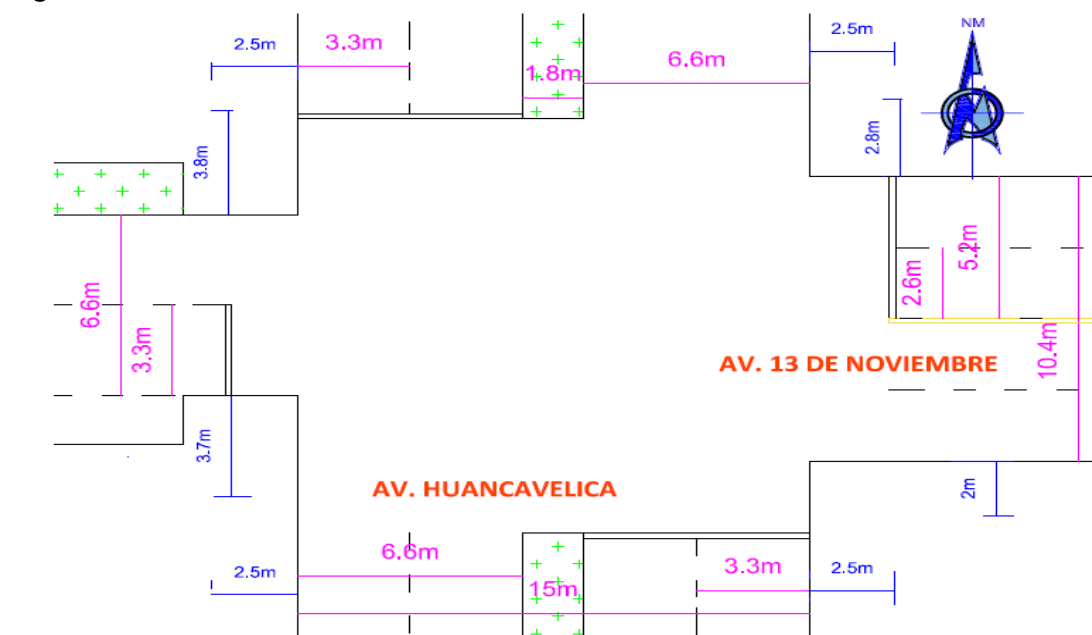 NM
2.5m
3.3m
1.8m
6.6m
2.5m
3.8m
2.8m
6.6m
3.3m
2.6m
5.2m
10.4m
AV. 13 DE NOVIEMBRE
3.7m
AV. HUANCAVELICA
2m
2.5m
6.6m
15m
3.3m
2.5m